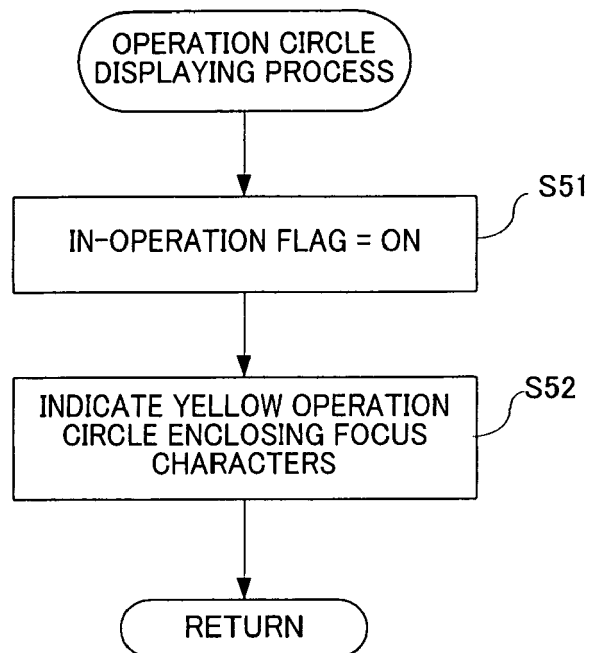 OPERATION CIRCLE
DISPLAYING PROCESS
S51
IN-OPERATION FLAG = ON
S52
INDICATE YELLOW OPERATION
CIRCLE ENCLOSING FOCUS
CHARACTERS
RETURN